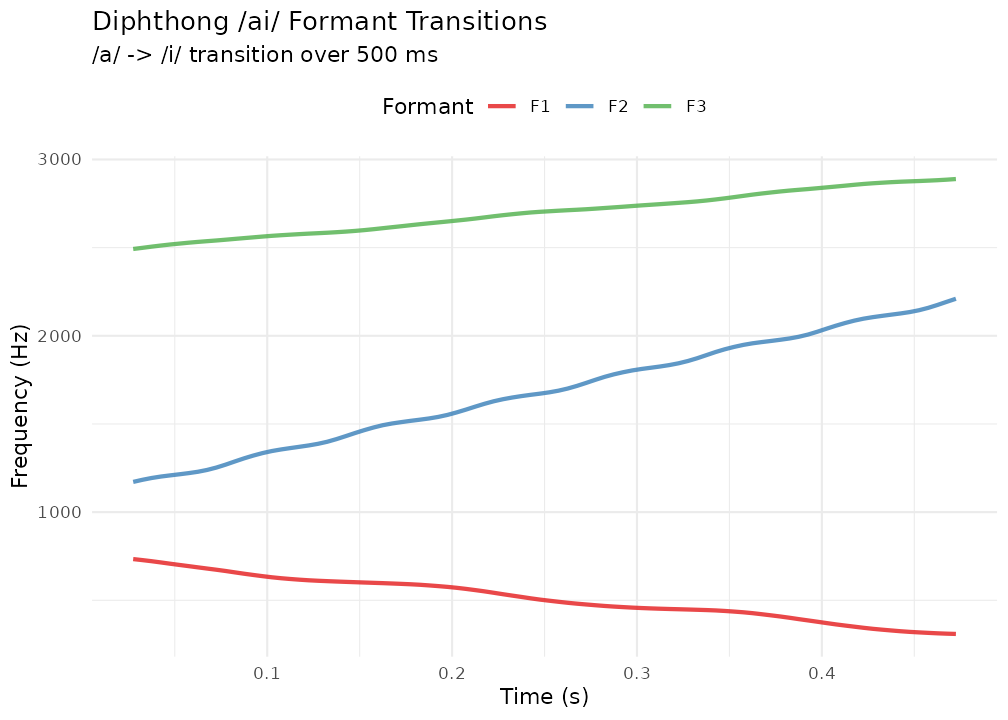 Diphthong /ai/ Formant Transitions
/a/ -> /i/ transition over 500 ms
Formant F1 F2 F3
3000
2000
1000
Frequency (Hz)
0.1 0.2 0.3 0.4
Time (s)